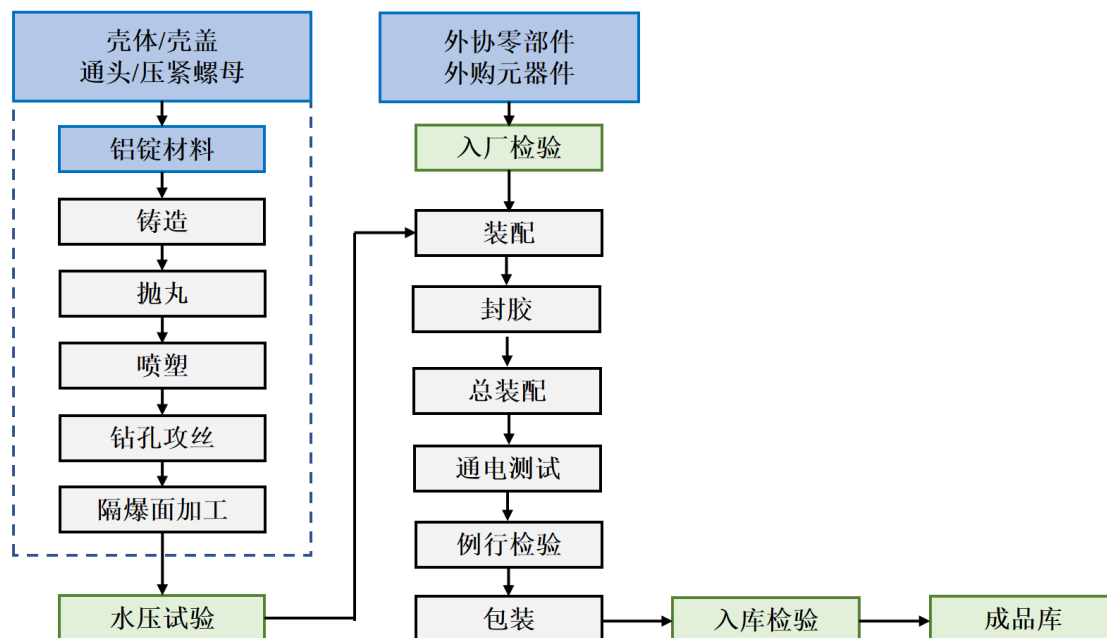 壳体/壳盖
通头/压紧螺母
铝锭材料
铸造
抛丸
喷塑
钻孔攻丝
隔爆面加工
水压试验
外协零部件
外购元器件
入厂检验
装配
封胶
总装配
通电测试
例行检验
包装
入库检验
成品库